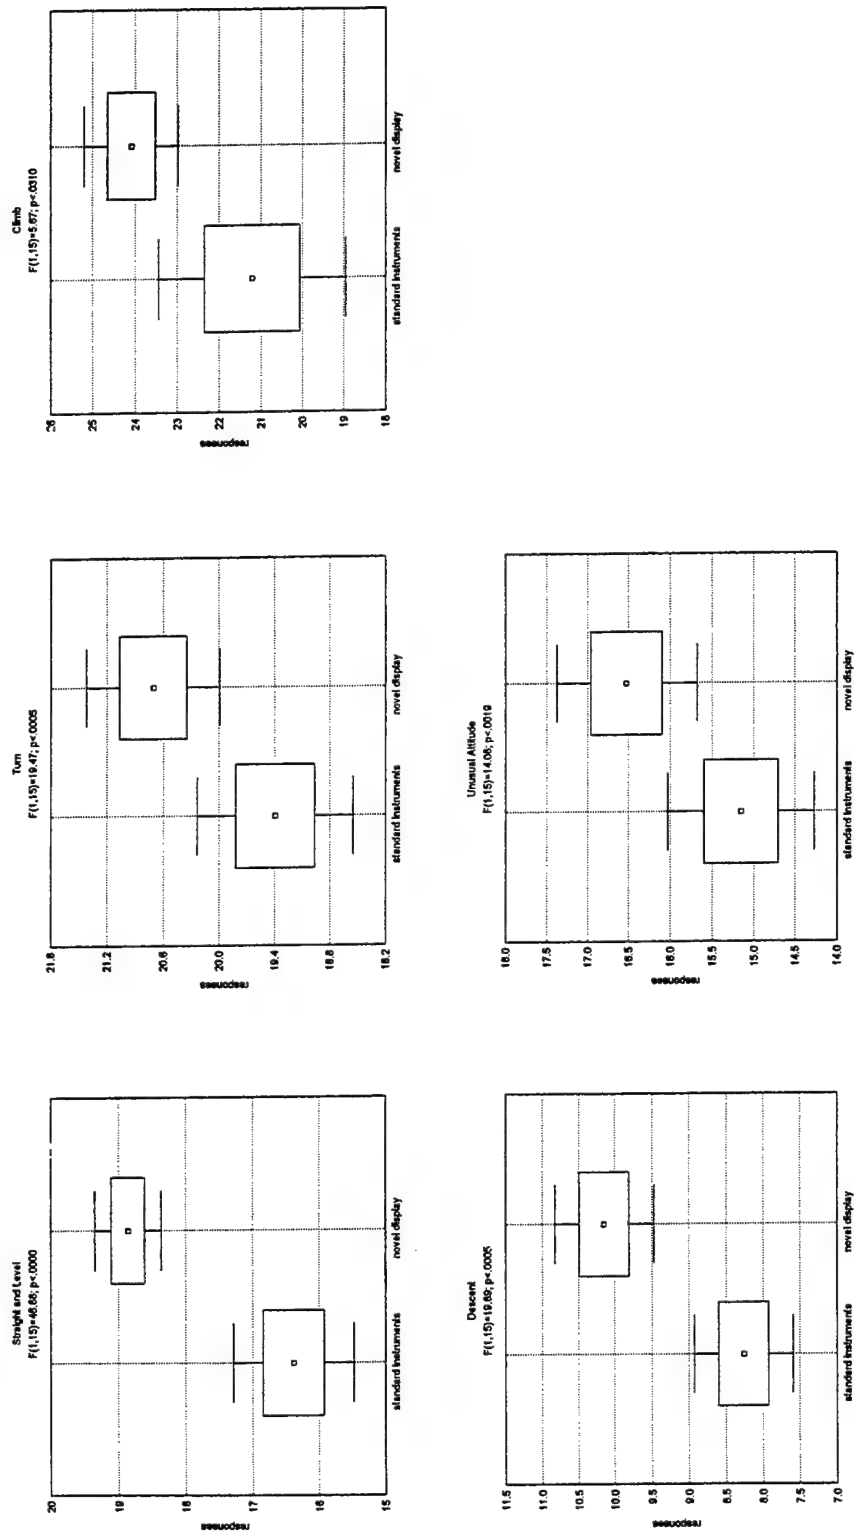 Straight and Level
F(1,15)=46.68; p<.0000
20
19
18
17
16
15
responses
standard instruments
novel display
Turn
F(1,15)=19.47; p<.0005
21.8
21.2
20.6
20.0
19.4
18.8
18.2
responses
standard instruments
novel display
Climb
F(1,15)=5.67; p<.0310
26
25
24
23
22
21
20
19
18
responses
standard instruments
novel display
Descent
F(1,15)=19.69; p<.0005
11.5
11.0
10.5
10.0
9.5
9.0
8.5
8.0
7.5
7.0
responses
standard instruments
novel display
Unusual Attitude
F(1,15)=14.08; p<.0019
18.0
17.5
17.0
16.5
16.0
15.5
15.0
14.5
14.0
responses
standard instruments
novel display